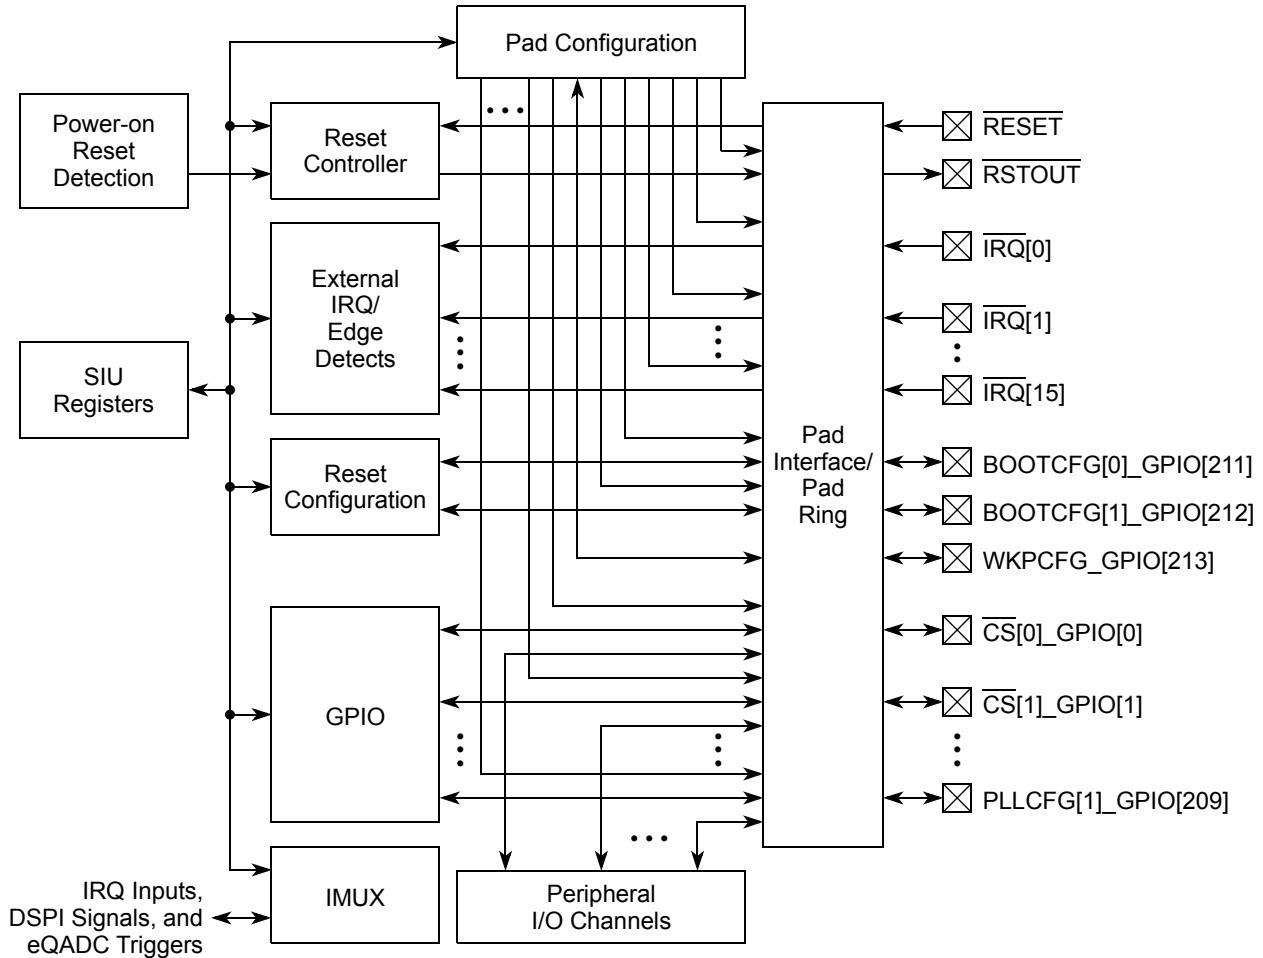 Pad Configuration
Power-on
Reset
Detection
Reset
Controller
RESET
RSTOUT
External
IRQ/
Edge
Detects
IRQ[0]
IRQ[1]
IRQ[15]
SIU
Registers
Reset
Configuration
Pad
Interface/
Pad
Ring
BOOTCFG[0]_GPIO[211]
BOOTCFG[1]_GPIO[212]
WKPCFG_GPIO[213]
GPIO
CS[0]_GPIO[0]
CS[1]_GPIO[1]
PLLCFG[1]_GPIO[209]
IMUX
IRQ Inputs,
DSPI Signals, and
eQADC Triggers
Peripheral
I/O Channels